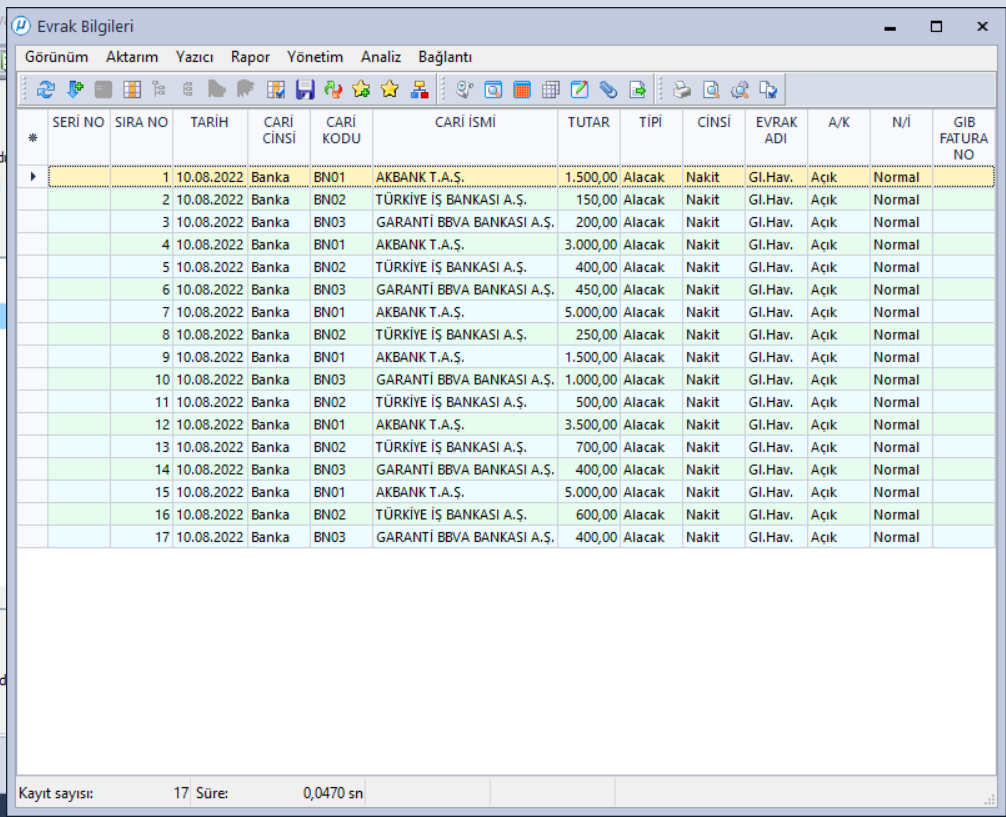 Evrak Bilgileri
Görünüm Aktarım Yazıcı Rapor Yönetim Analiz Bağlantı
SERİ NO SIRA NO TARİH CARİ CİNSİ CARİ KODU CARİ İSMİ TUTAR TİPİ CİNSİ EVRAK ADI A/K N/İ GIB FATURA NO
1 10.08.2022 Banka BN01 AKBANK T.A.Ş. 1.500,00 Alacak Nakit Gl.Hav. Açık Normal
2 10.08.2022 Banka BN02 TÜRKİYE İŞ BANKASI A.Ş. 150,00 Alacak Nakit Gl.Hav. Açık Normal
3 10.08.2022 Banka BN03 GARANTİ BBVA BANKASI A.Ş. 200,00 Alacak Nakit Gl.Hav. Açık Normal
4 10.08.2022 Banka BN01 AKBANK T.A.Ş. 3.000,00 Alacak Nakit Gl.Hav. Açık Normal
5 10.08.2022 Banka BN02 TÜRKİYE İŞ BANKASI A.Ş. 400,00 Alacak Nakit Gl.Hav. Açık Normal
6 10.08.2022 Banka BN03 GARANTİ BBVA BANKASI A.Ş. 450,00 Alacak Nakit Gl.Hav. Açık Normal
7 10.08.2022 Banka BN01 AKBANK T.A.Ş. 5.000,00 Alacak Nakit Gl.Hav. Açık Normal
8 10.08.2022 Banka BN02 TÜRKİYE İŞ BANKASI A.Ş. 250,00 Alacak Nakit Gl.Hav. Açık Normal
9 10.08.2022 Banka BN01 AKBANK T.A.Ş. 1.500,00 Alacak Nakit Gl.Hav. Açık Normal
10 10.08.2022 Banka BN03 GARANTİ BBVA BANKASI A.Ş. 1.000,00 Alacak Nakit Gl.Hav. Açık Normal
11 10.08.2022 Banka BN02 TÜRKİYE İŞ BANKASI A.Ş. 500,00 Alacak Nakit Gl.Hav. Açık Normal
12 10.08.2022 Banka BN01 AKBANK T.A.Ş. 3.500,00 Alacak Nakit Gl.Hav. Açık Normal
13 10.08.2022 Banka BN02 TÜRKİYE İŞ BANKASI A.Ş. 700,00 Alacak Nakit Gl.Hav. Açık Normal
14 10.08.2022 Banka BN03 GARANTİ BBVA BANKASI A.Ş. 400,00 Alacak Nakit Gl.Hav. Açık Normal
15 10.08.2022 Banka BN01 AKBANK T.A.Ş. 5.000,00 Alacak Nakit Gl.Hav. Açık Normal
16 10.08.2022 Banka BN02 TÜRKİYE İŞ BANKASI A.Ş. 600,00 Alacak Nakit Gl.Hav. Açık Normal
17 10.08.2022 Banka BN03 GARANTİ BBVA BANKASI A.Ş. 400,00 Alacak Nakit Gl.Hav. Açık Normal
Kayıt sayısı: 17 Süre: 0,0470 sn